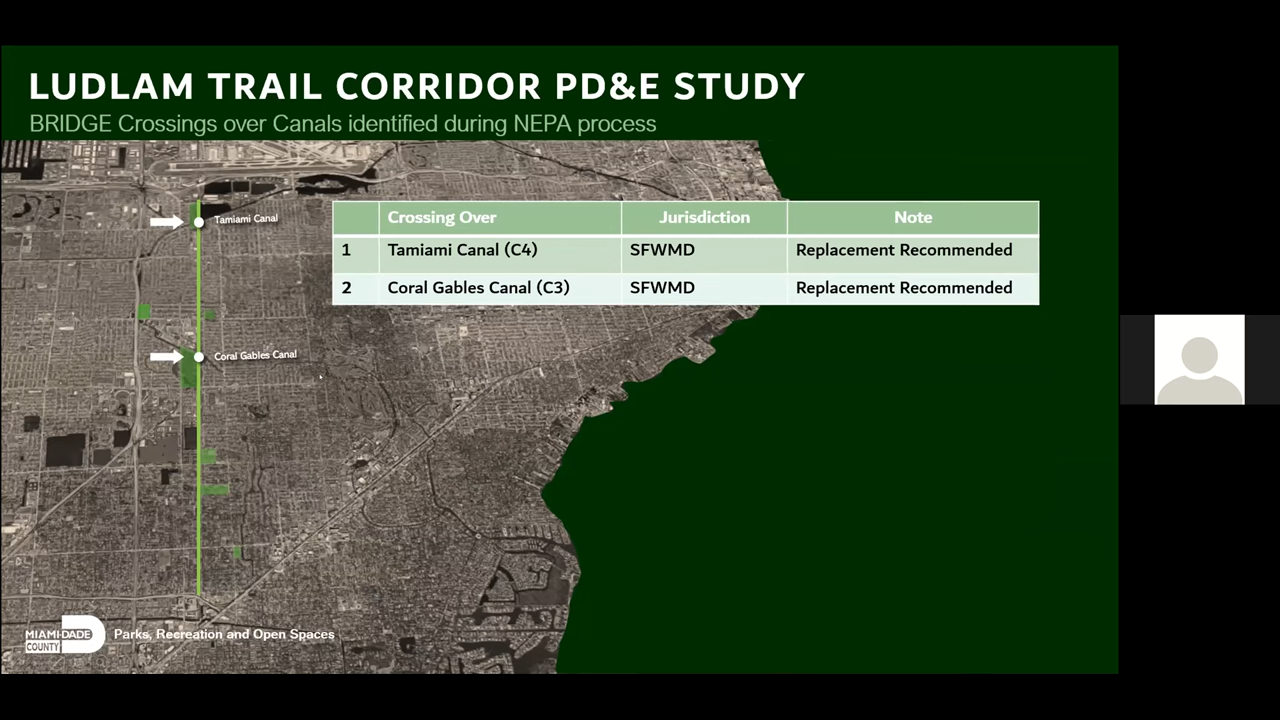 LUDLAM TRAIL CORRIDOR PD&E STUDY
BRIDGE Crossings over Canals identified during NEPA process
Tamiami Canal
Crossing Over Jurisdiction Note
1 Tamiami Canal (C4) SFWMD Replacement Recommended
2 Coral Gables Canal (C3) SFWMD Replacement Recommended
Coral Gables Canal
MIAMI-DADE
COUNTY
Parks, Recreation and Open Spaces